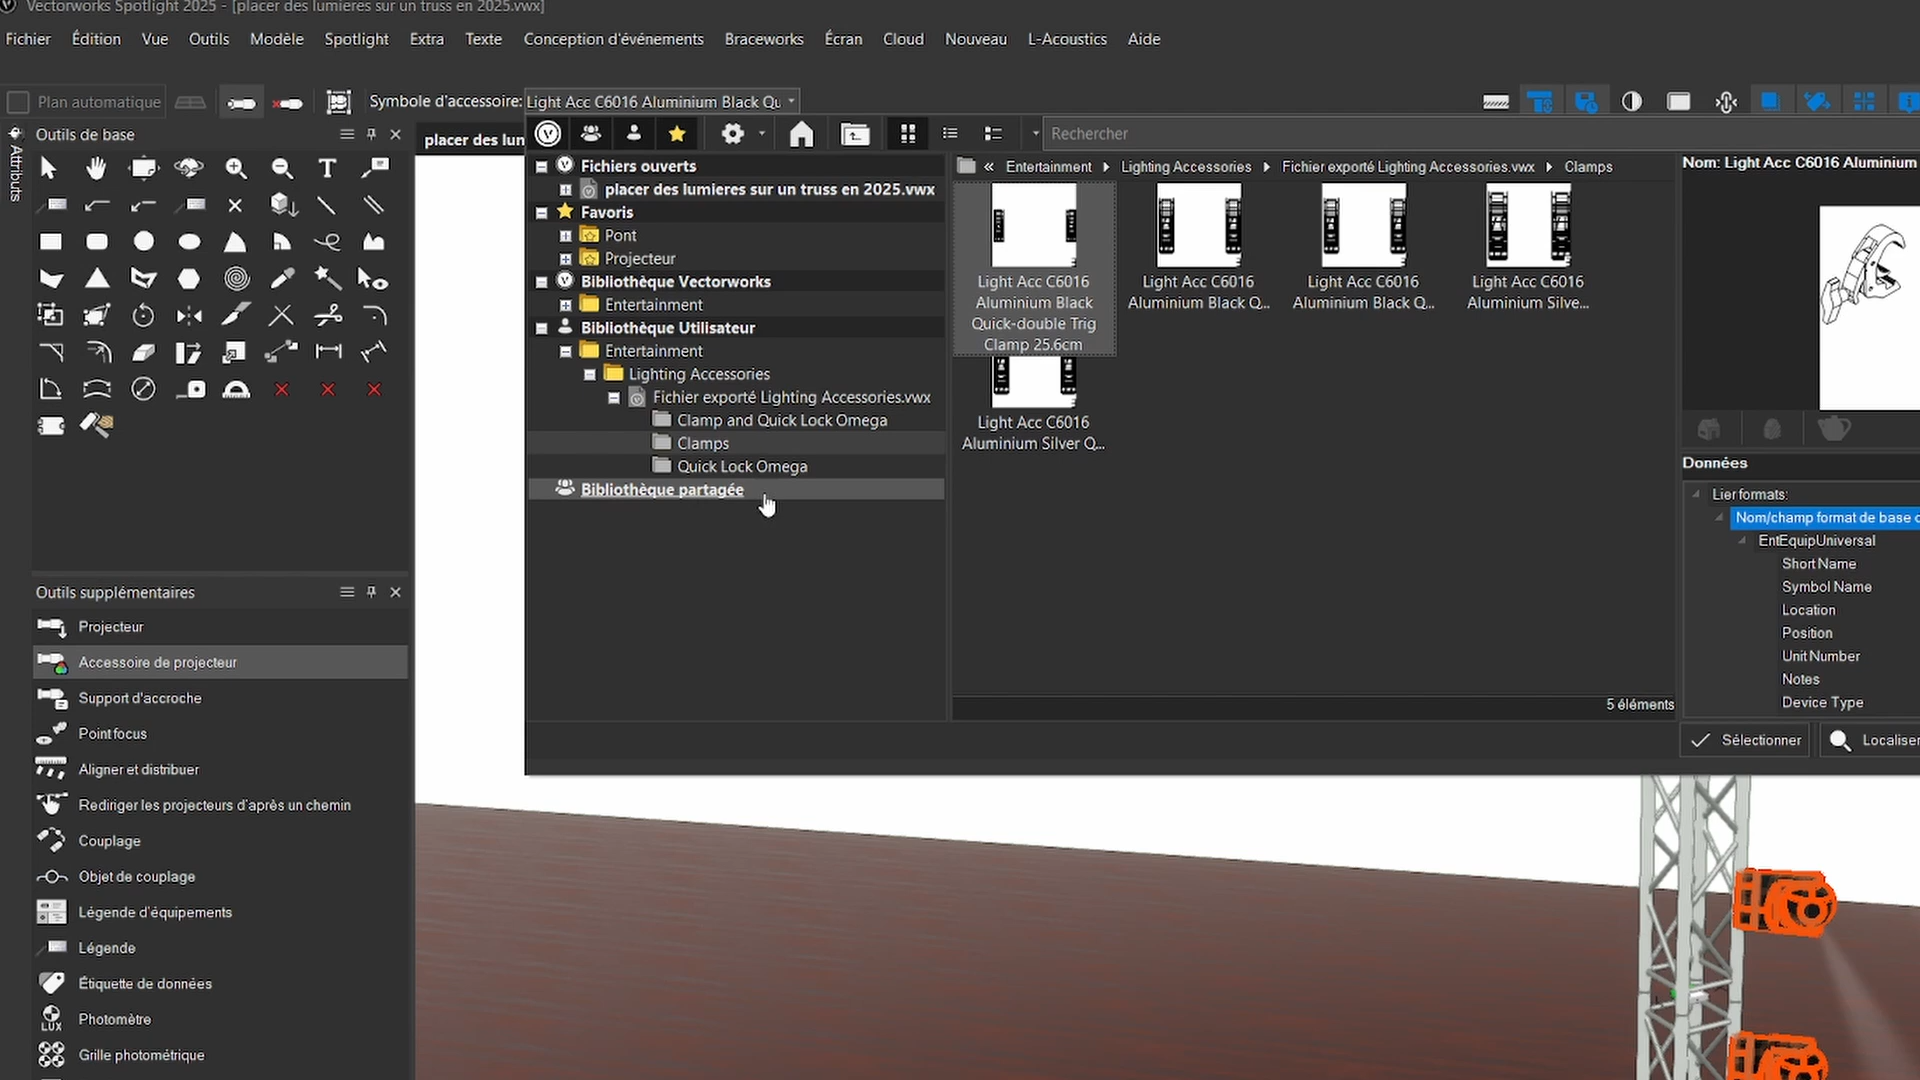 Vectorworks Spotlight 2025 - [placer des lumieres sur un truss en 2025.vwx]
Fichier Édition Vue Outils Modèle Spotlight Extra Texte Conception d'événements Braceworks Écran Cloud Nouveau L-Acoustics Aide
Plan automatique Symbole d'accessoire: Light Acc C6016 Aluminium Black Qu
Outils de base
placer des lum
Attributs
Rechercher
Fichiers ouverts
placer des lumieres sur un truss en 2025.vwx
Favoris
Pont
Projecteur
Bibliothèque Vectorworks
Entertainment
Bibliothèque Utilisateur
Entertainment
Lighting Accessories
Fichier exporté Lighting Accessories.vwx
Clamp and Quick Lock Omega
Clamps
Quick Lock Omega
Bibliothèque partagée
« Entertainment Lighting Accessories Fichier exporté Lighting Accessories.vwx Clamps
Light Acc C6016
Aluminium Black
Quick-double Trig
Clamp 25.6cm
Light Acc C6016
Aluminium Black Q...
Light Acc C6016
Aluminium Black Q...
Light Acc C6016
Aluminium Silve...
Light Acc C6016
Aluminium Silver Q...
5 éléments
Nom: Light Acc C6016 Aluminium
Données
Lier formats:
Nom/champ format de base
EntEquipUniversal
Short Name
Symbol Name
Location
Position
Unit Number
Notes
Device Type
Sélectionner Localiser
Outils supplémentaires
Projecteur
Accessoire de projecteur
Support d'accroche
Point focus
Aligner et distribuer
Rediriger les projecteurs d'après un chemin
Couplage
Objet de couplage
Légende d'équipements
Légende
Étiquette de données
LUX Photomètre
Grille photométrique